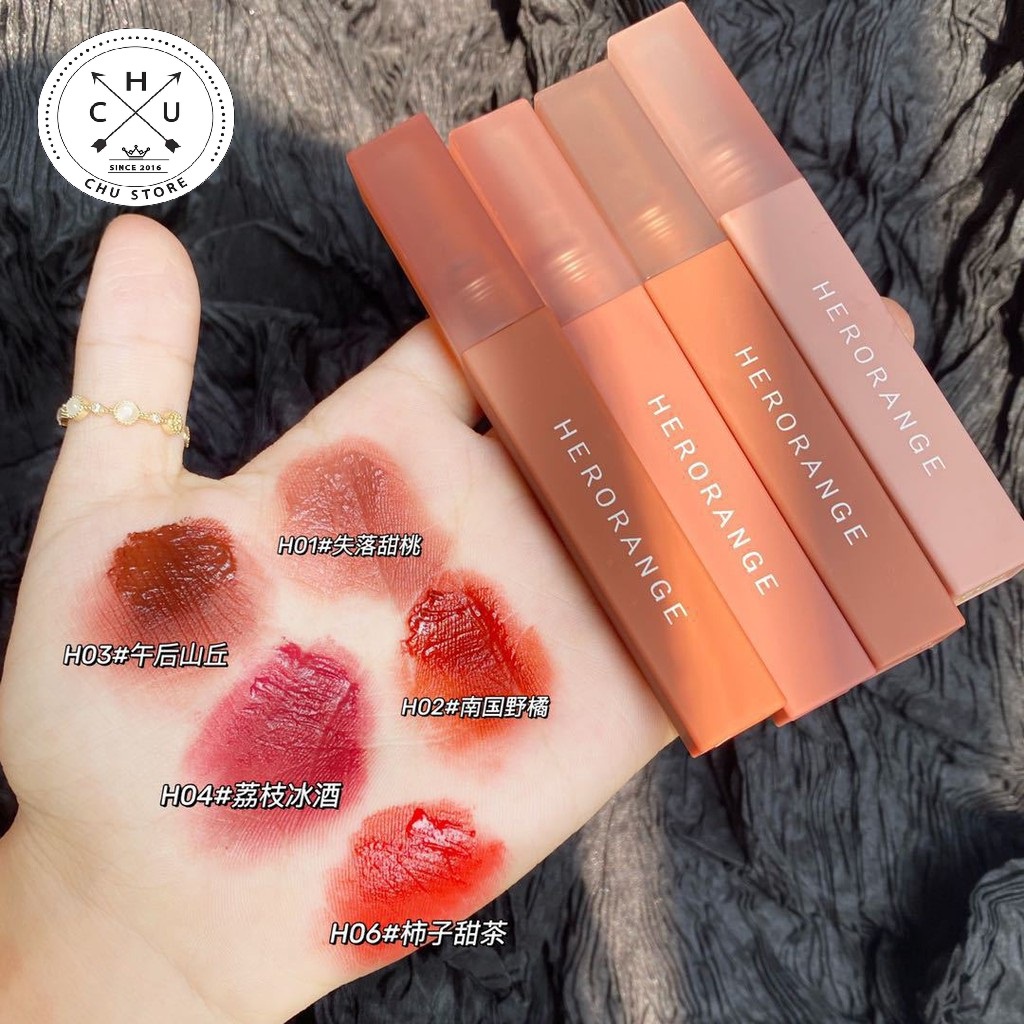 H
C U
SINCE 2016
CHU STORE
HERORANGE
HERORANGE
HERORANGE
HERORANGE
H01#失落甜桃
H03#午后山丘
H02#南国野橘
H04#荔枝冰酒
H06#柿子甜茶